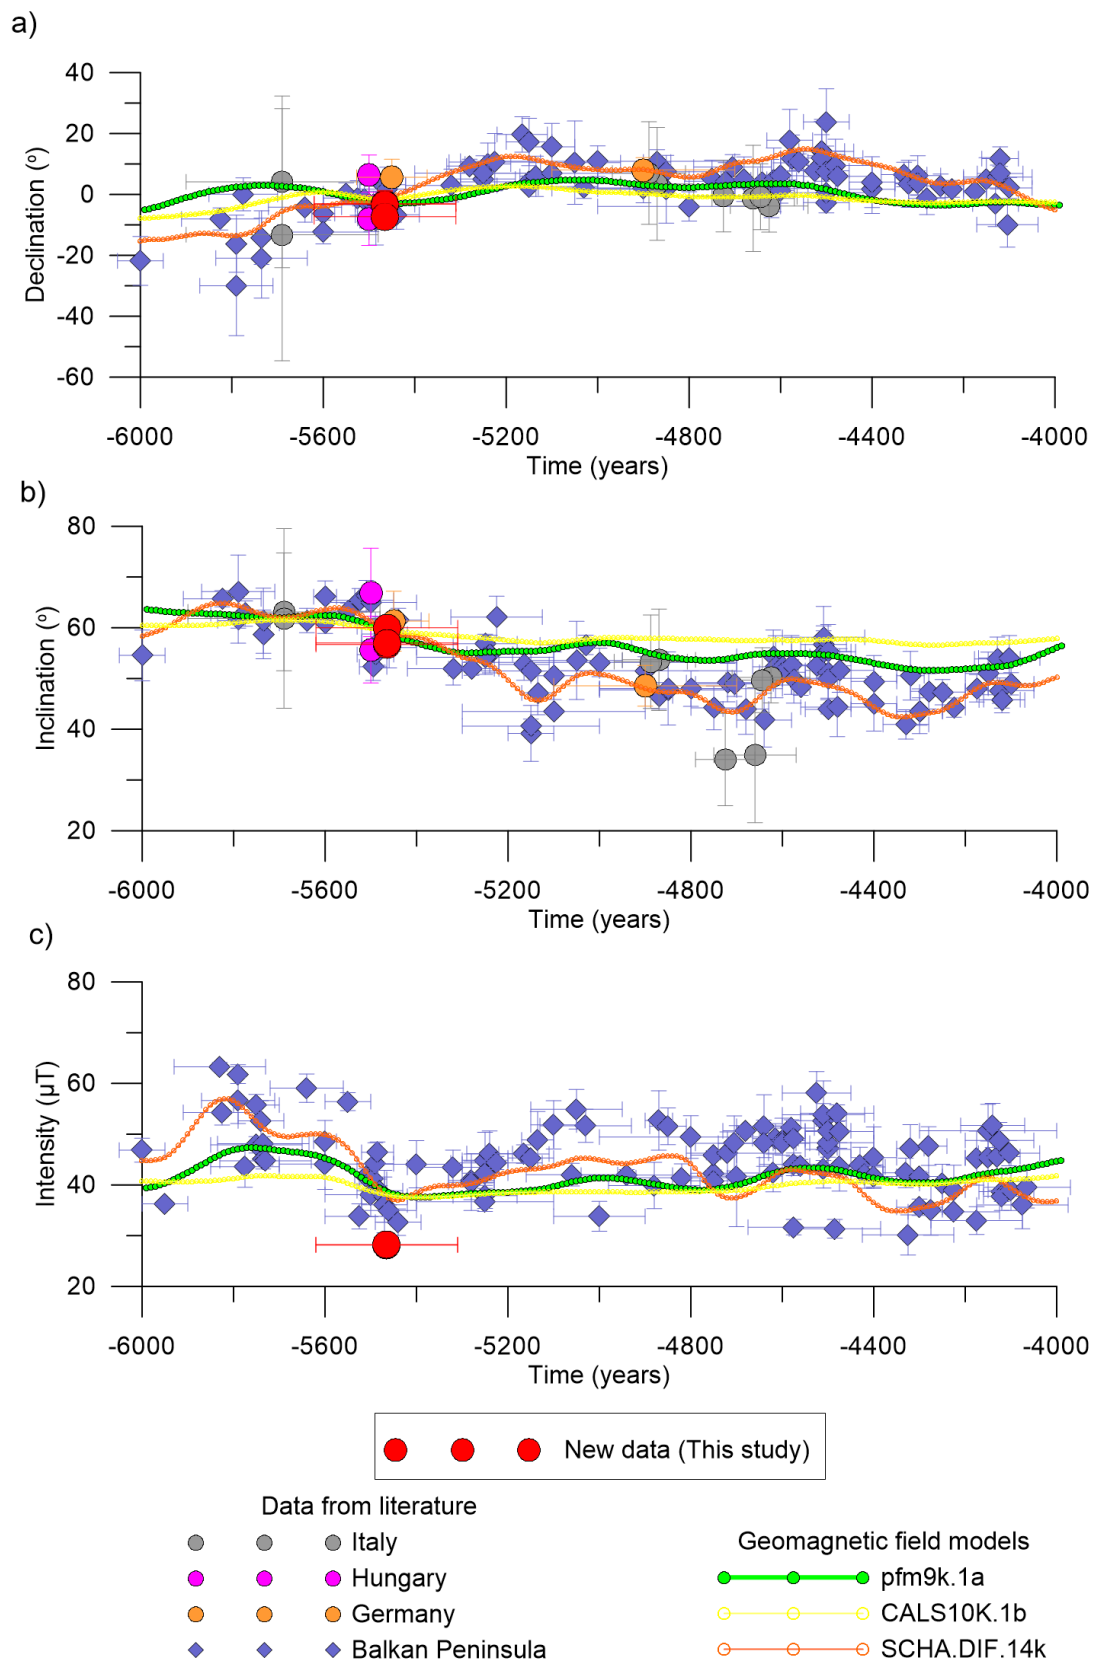 a)
40
20
0
-20
-40
-60
Declination (º)
-6000 -5600 -5200 -4800 -4400 -4000
Time (years)
b)
80
60
40
20
Inclination (º)
-6000 -5600 -5200 -4800 -4400 -4000
Time (years)
c)
80
60
40
20
Intensity (µT)
-6000 -5600 -5200 -4800 -4400 -4000
Time (years)
New data (This study)
Data from literature
Italy
Hungary
Germany
Balkan Peninsula
Geomagnetic field models
pfm9k.1a
CALS10K.1b
SCHA.DIF.14k